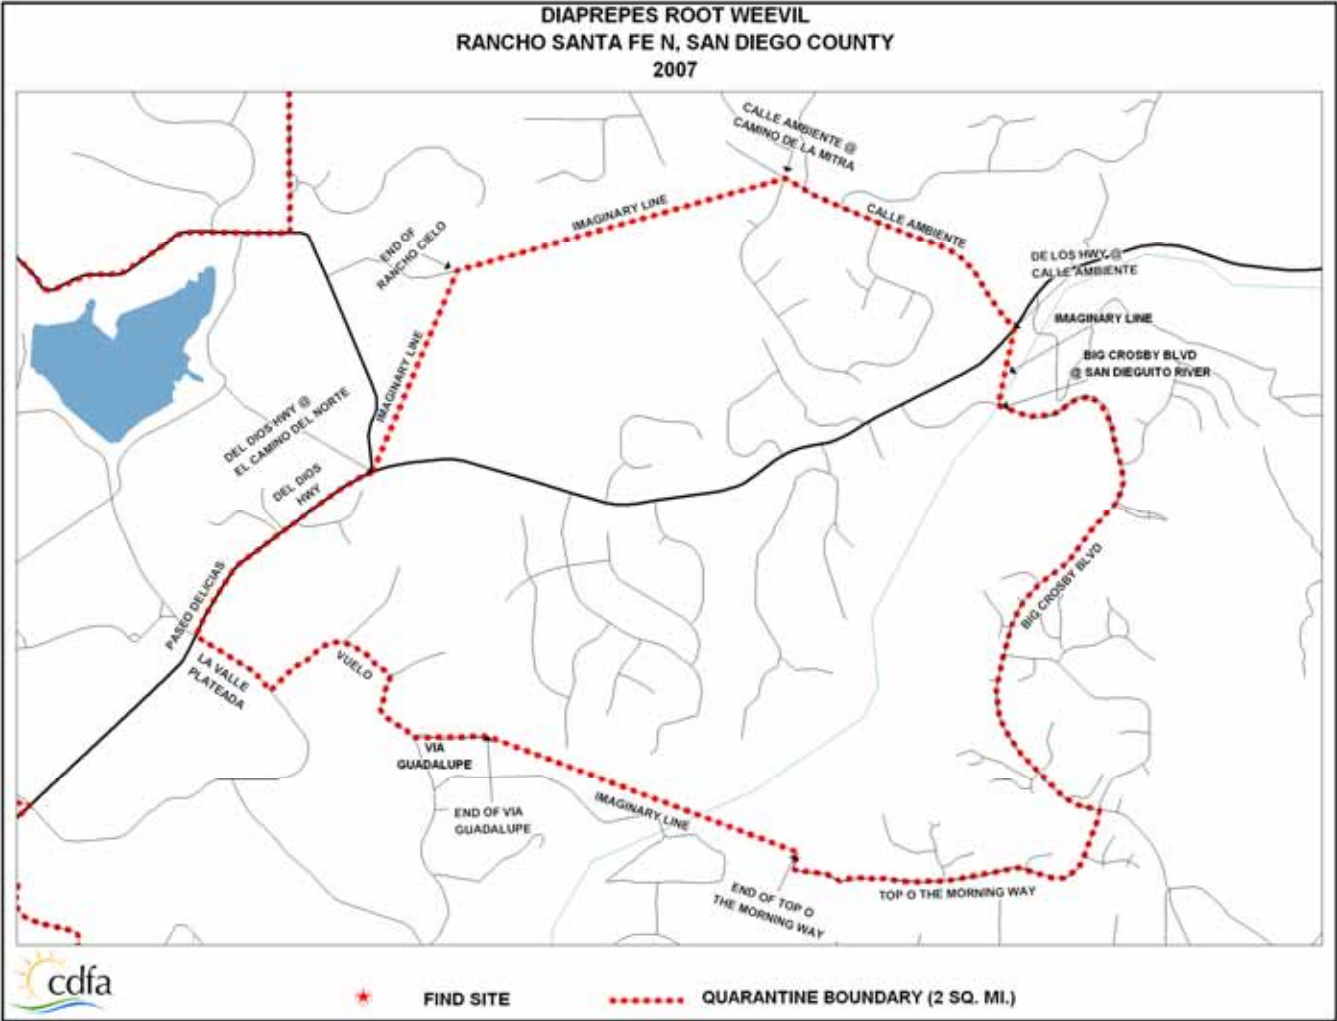 DIAPREPES ROOT WEEVIL
RANCHO SANTA FE N, SAN DIEGO COUNTY
2007
CALLE AMBIENTE @
CAMINO DE LA MITRA
IMAGINARY LINE
CALLE AMBIENTE
END OF
RANCHO CIELO
DE LOS HWY @
CALLE AMBIENTE
IMAGINARY LINE
IMAGINARY LINE
BIG CROSBY BLVD
@ SAN DIEGUITO RIVER
DEL DIOS HWY @
EL CAMINO DEL NORTE
DEL DIOS
HWY
BIG CROSBY BLVD
PASEO DELICIAS
LA VALLE
PLATEADA
VUELO
VIA
GUADALUPE
END OF VIA
GUADALUPE
IMAGINARY LINE
END OF TOP O
THE MORNING WAY
TOP O THE MORNING WAY
cdfa
FIND SITE
QUARANTINE BOUNDARY (2 SQ. MI.)